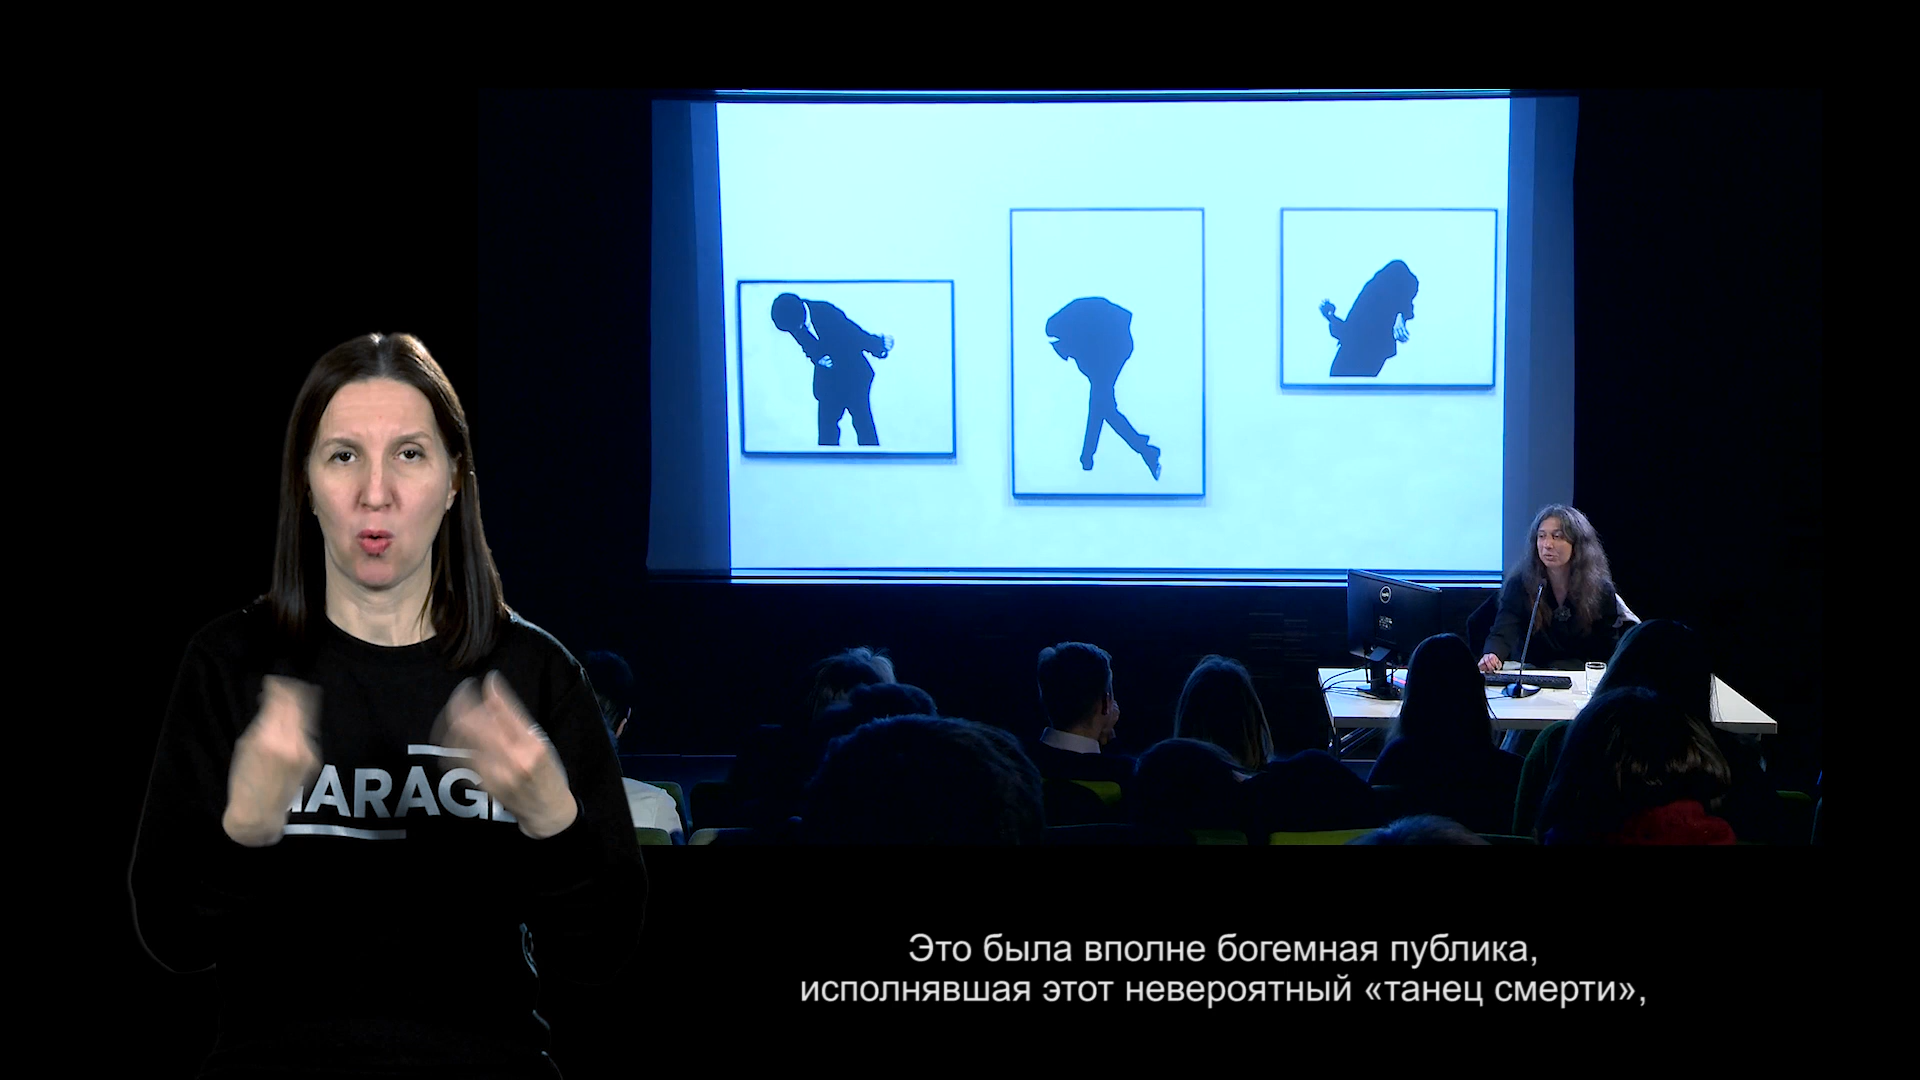 GARAGE
Это была вполне богемная публика,
исполнявшая этот невероятный «танец смерти»,